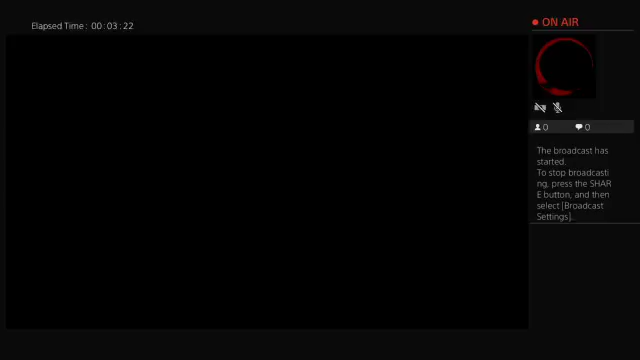 Elapsed Time : 00 : 03 : 22
ON AIR
0 0
The broadcast has
started.
To stop broadcasti
ng, press the SHAR
E button, and then
select [Broadcast
Settings].